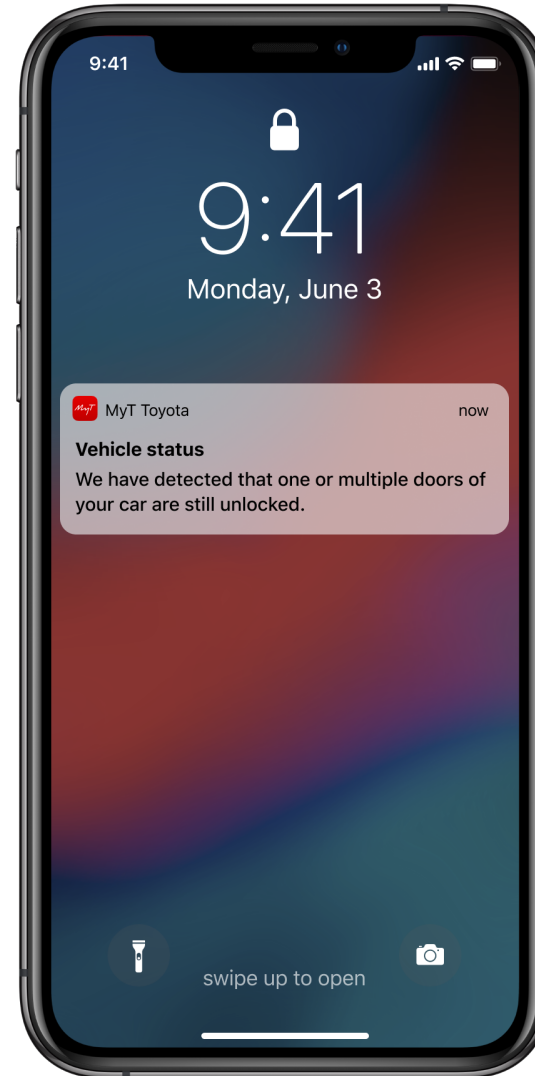 9:41
9:41
Monday, June 3
MyT
MyT Toyota
now
Vehicle status
We have detected that one or multiple doors of
your car are still unlocked.
swipe up to open